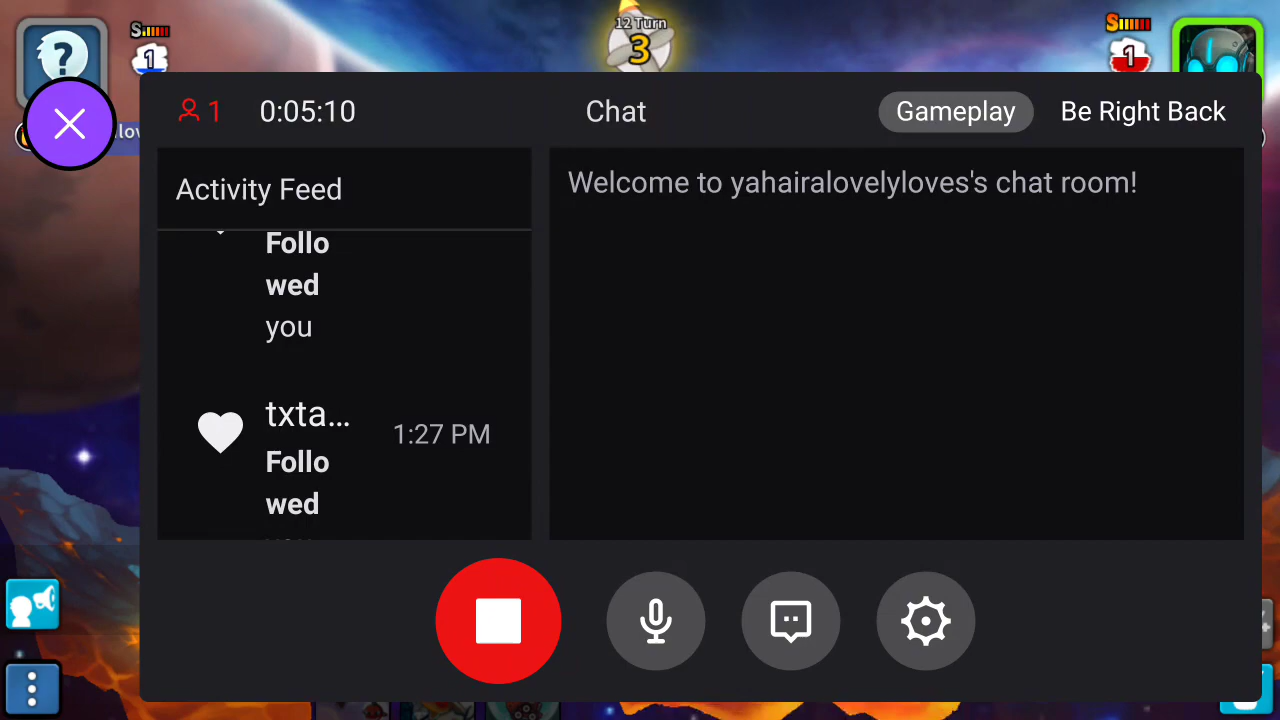 12 Turn
3
S
1
S
1
1
0:05:10
Chat
Gameplay
Be Right Back
lov
Activity Feed
Welcome to yahairalovelyloves's chat room!
Follo
wed
you
txta...
1:27 PM
Follo
wed